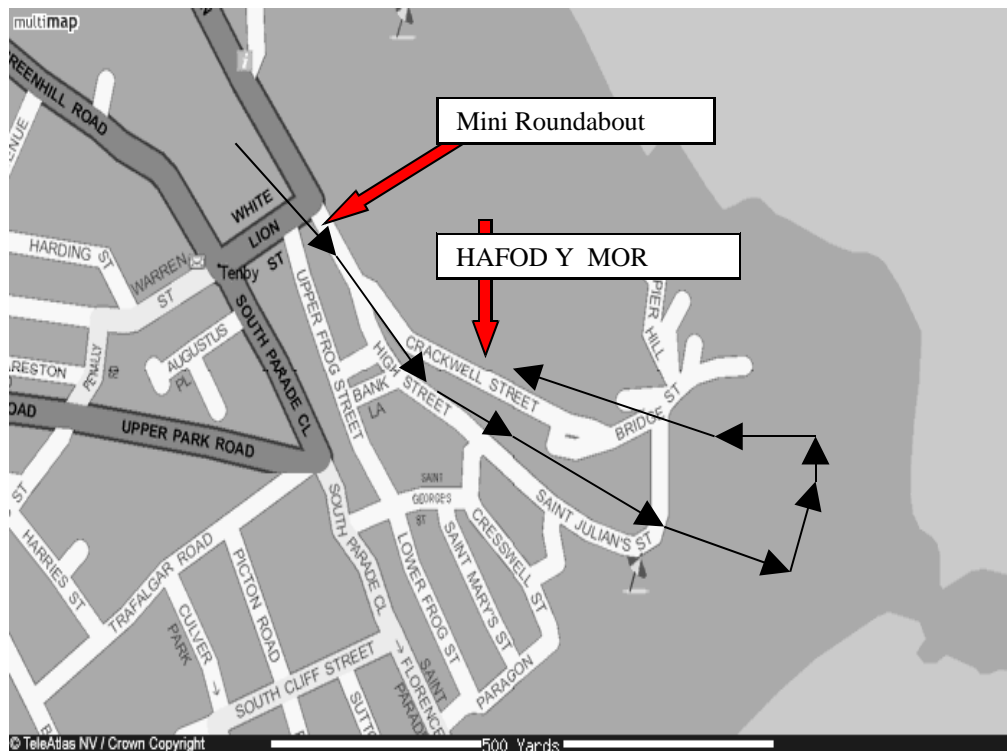 multimap
GREENHILL ROAD
Mini Roundabout
WHITE
LION
ST
HAFOD Y MOR
HARDING ST
WARREN
ST
Tenby
PIER HILL
UPPER FROG STREET
SOUTH PARADE CL
AUGUSTUS
PL
CRACKWELL STREET
HIGH STREET
BANK
LA
BRIDGE ST
PENALLY
UPPER PARK ROAD
SAINT
GEORGES
ST
SAINT JULIAN'S ST
CRESSWELL ST
SAINT MARY'S ST
LOWER FROG ST
SOUTH PARADE CL
HARRIES ST
TRAFALGAR ROAD
PICTON ROAD
CULVER
PARK
SOUTH CLIFF STREET
PARAGON
SAINT
FLORENCE
© TeleAtlas NV / Crown Copyright
500 Yards